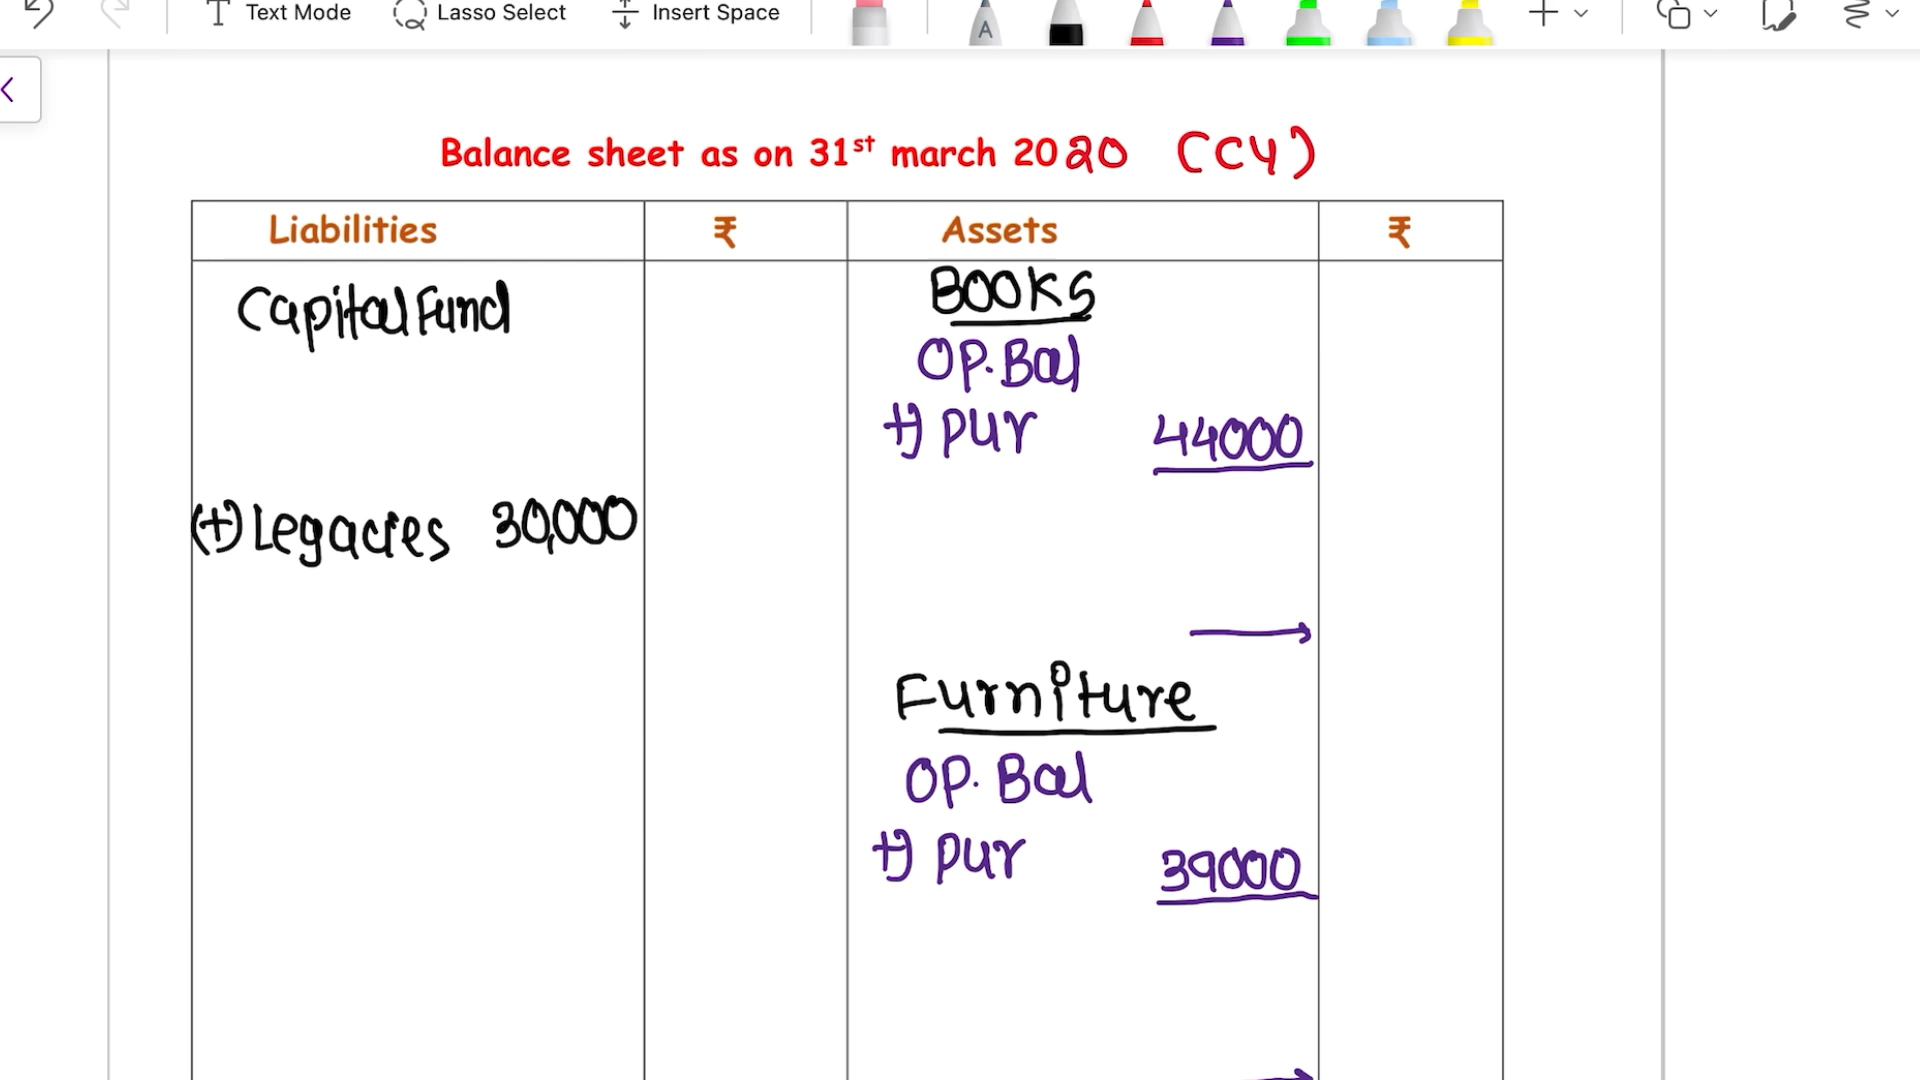 Text Mode Lasso Select Insert Space
A
Balance sheet as on 31st march 2020 (CY)
Liabilities ₹ Assets ₹
Capital Fund
(+) Legacies 30,000
BOOKS
OP. Bal
+) pur 44000
Furniture
OP. Bal
+) pur 39000